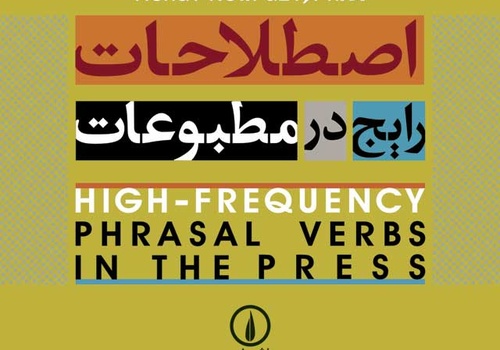 اصطلاحات
رایج در مطبوعات
HIGH-FREQUENCY
PHRASAL VERBS
IN THE PRESS